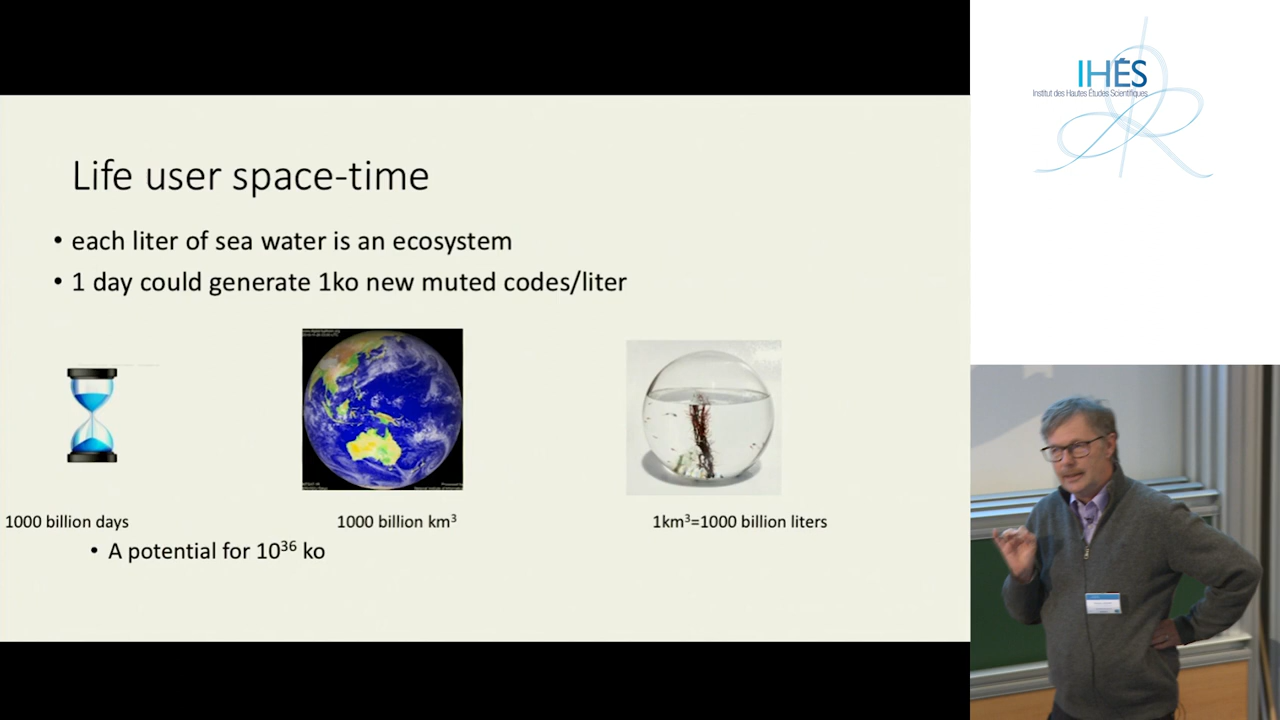 IHÉS
Institut des Hautes Études Scientifiques
Life user space-time
• each liter of sea water is an ecosystem
• 1 day could generate 1ko new muted codes/liter
1000 billion days
1000 billion km³
1km³=1000 billion liters
• A potential for 10³⁶ ko